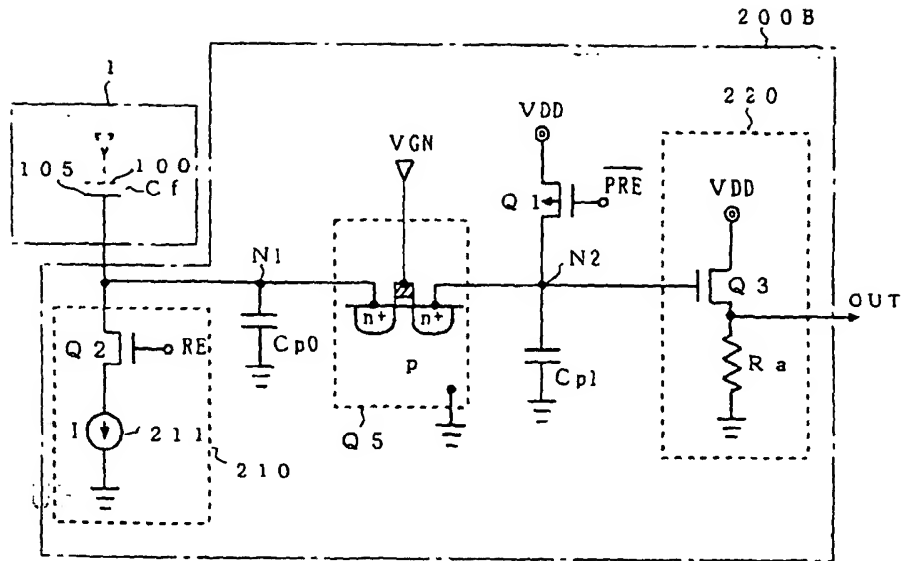 200B
1
220
VDD
VGN
100
105
Cf
PRE
VDD
Q1
N1
N2
Q3
OUT
n+
n+
Q2
RE
Cp0
p
Cp1
Ra
I
211
Q5
210